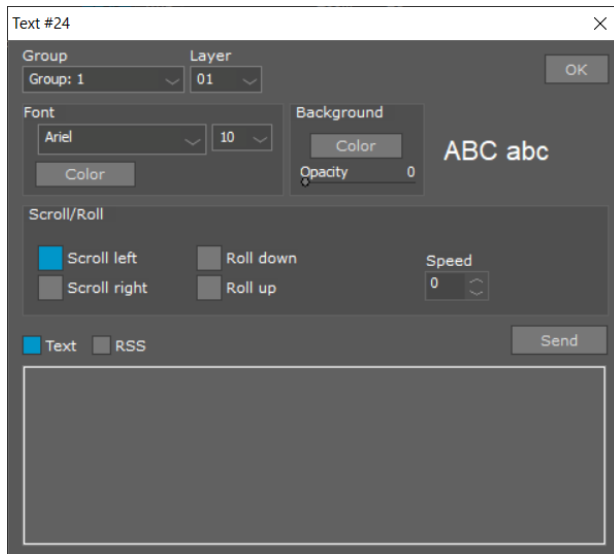 Text #24
Group Layer
Group: 1 01
OK
Font Background
Ariel 10 Color ABC abc
Color Opacity 0
Scroll/Roll
Scroll left Roll down Speed
Scroll right Roll up 0
Text RSS Send